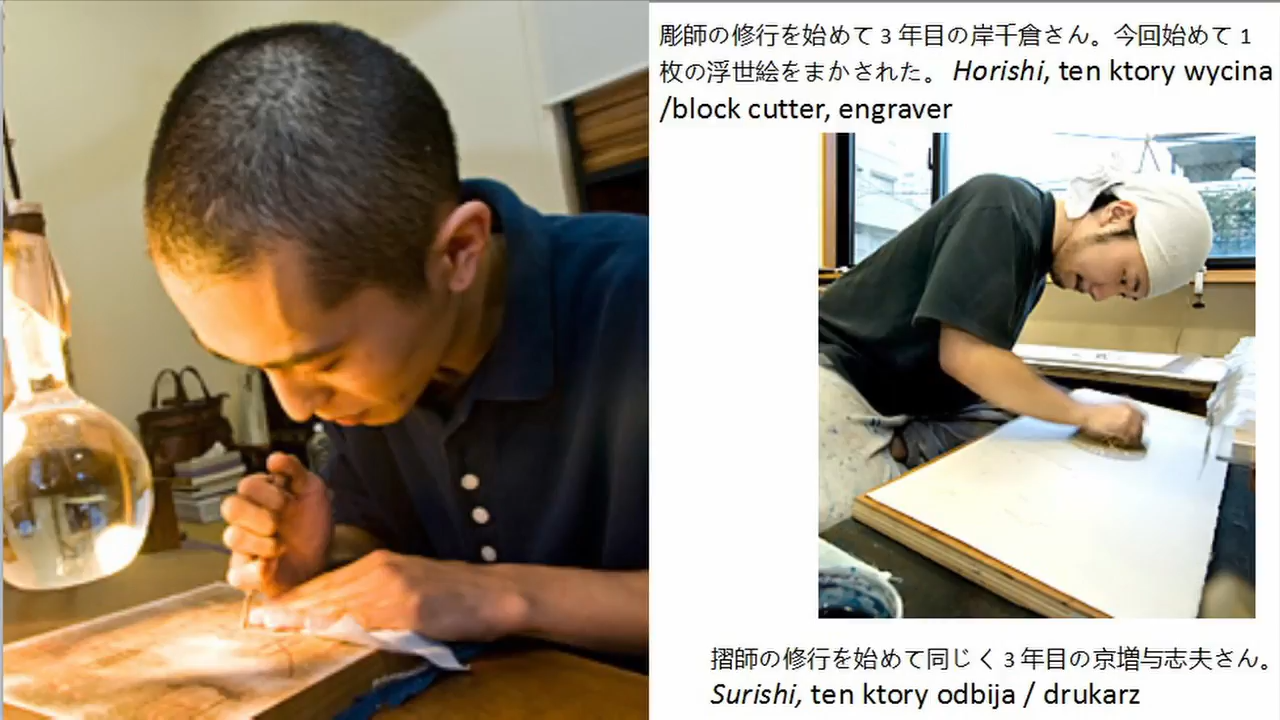 彫師の修行を始めて3年目の岸千倉さん。今回始めて1
枚の浮世絵をまかされた。 Horishi, ten ktory wycina
/block cutter, engraver
摺師の修行を始めて同じく3年目の京増与志夫さん。
Surishi, ten ktory odbija / drukarz